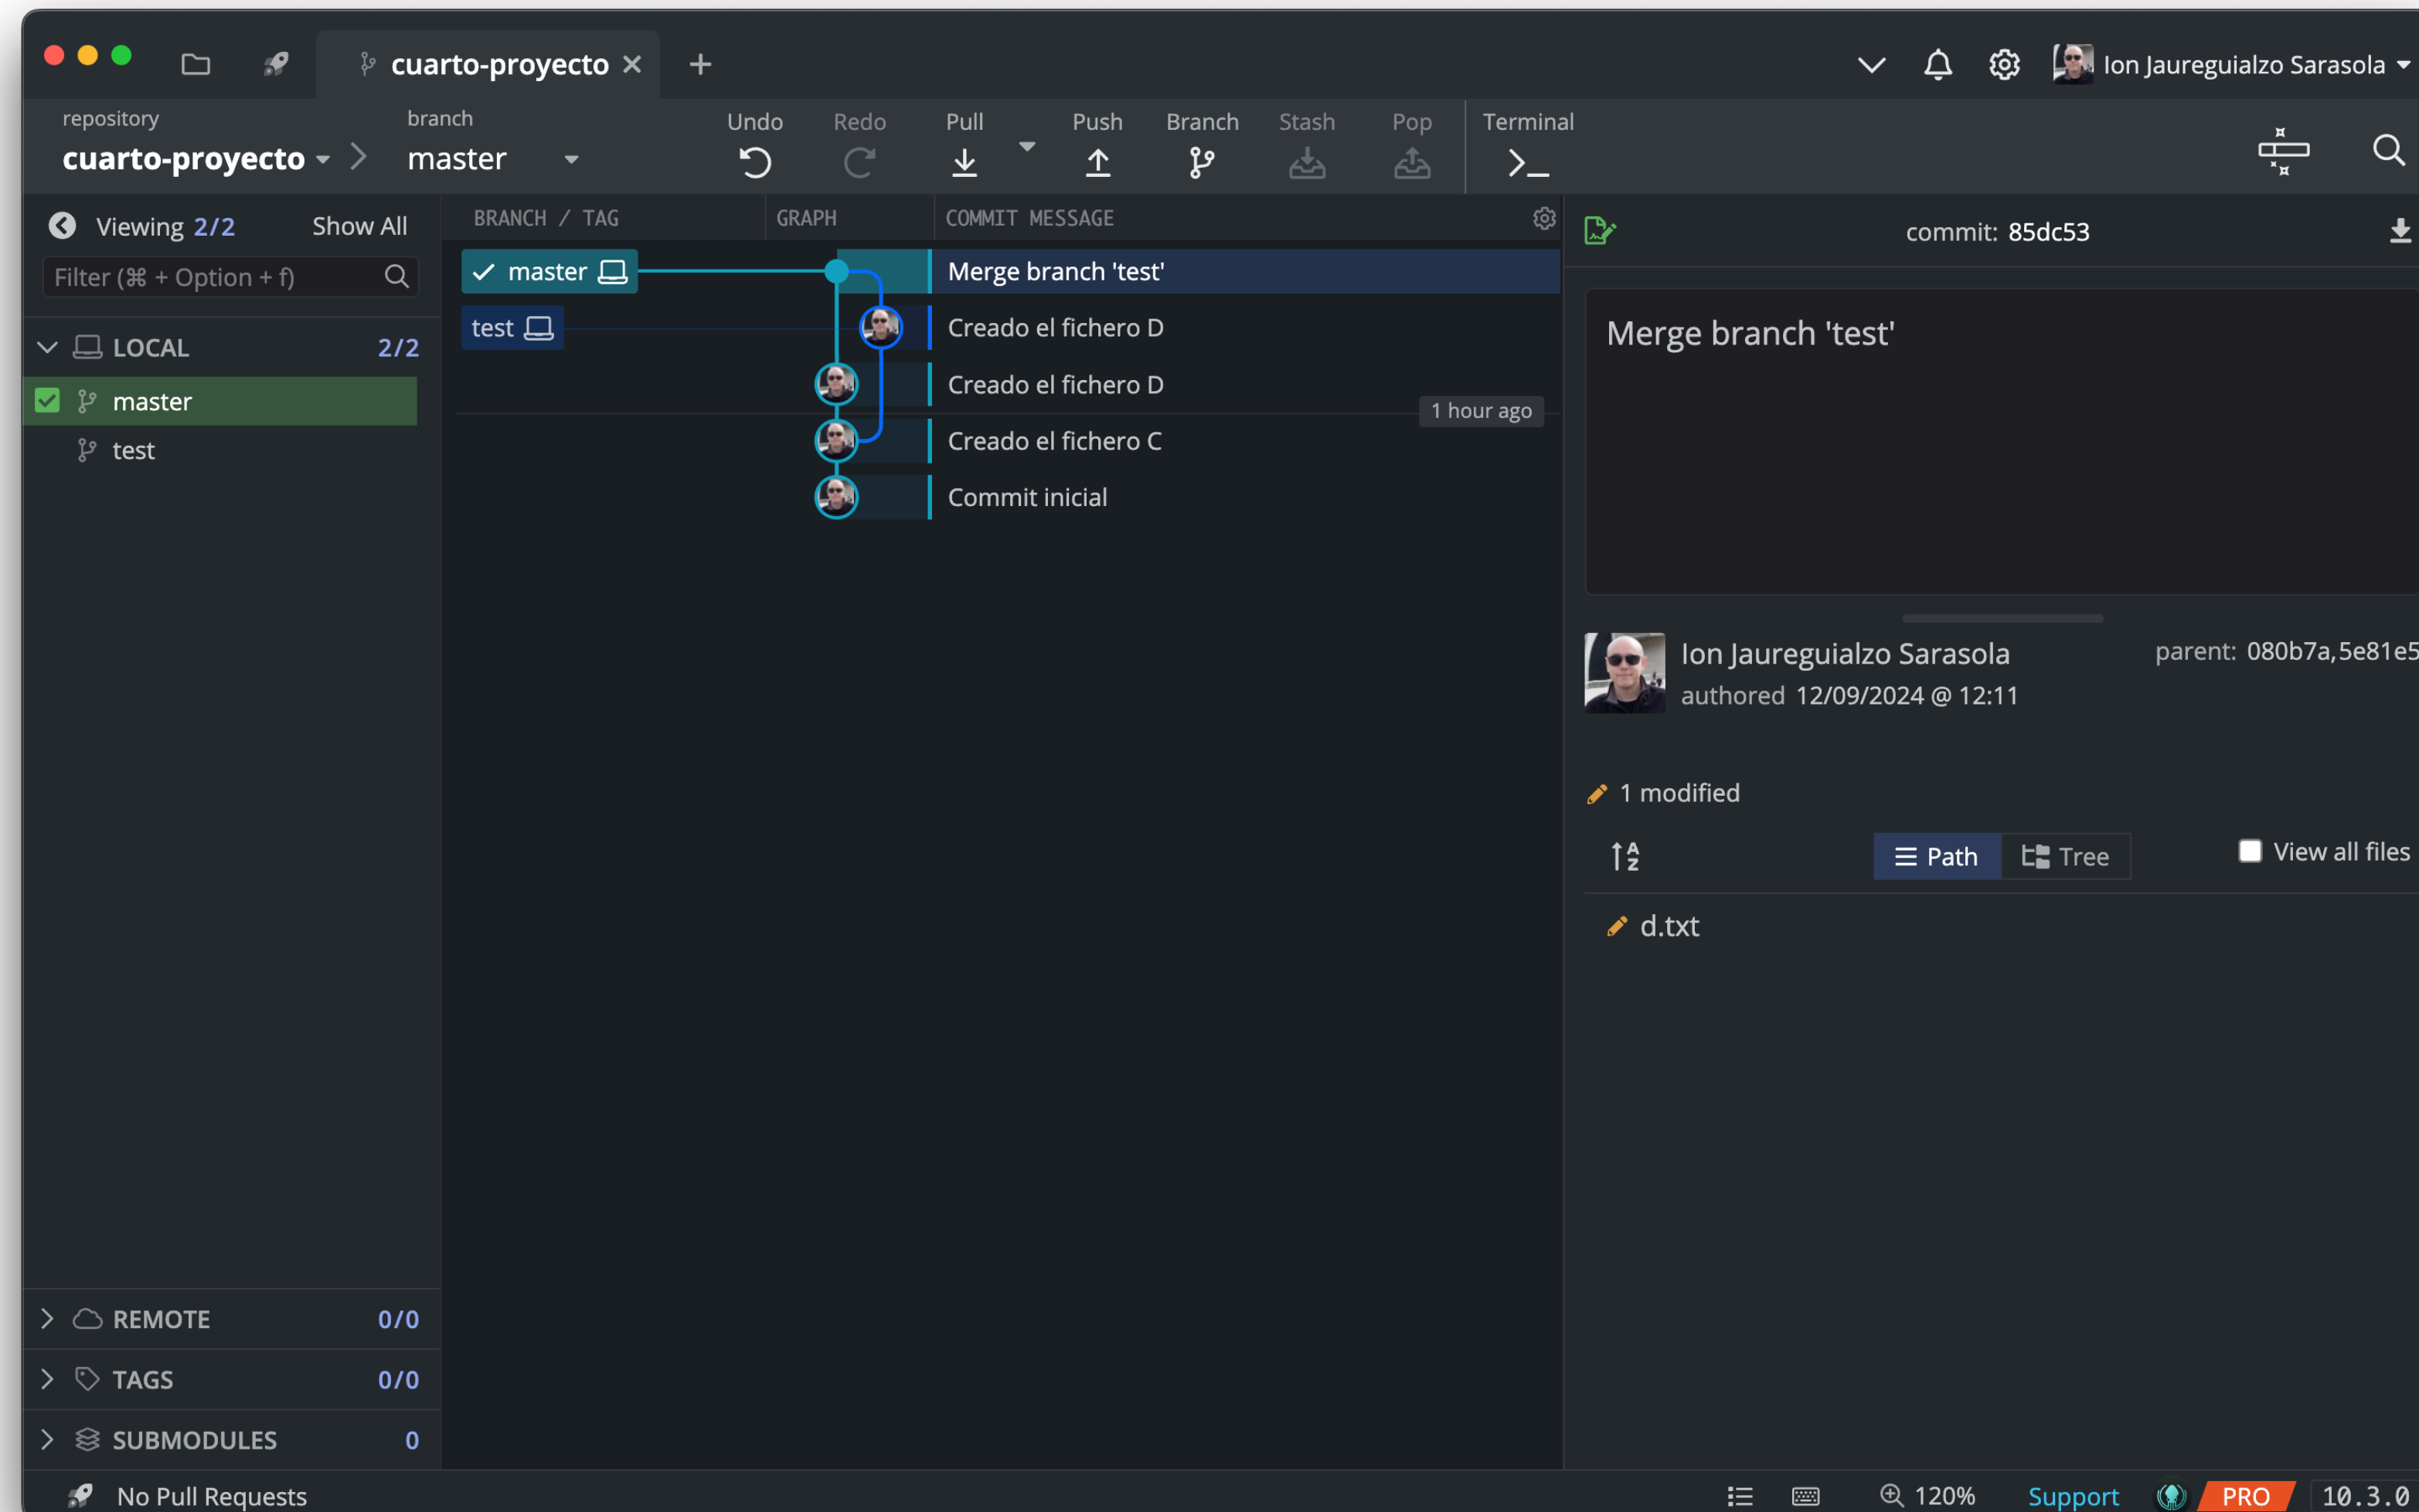 cuarto-proyecto
Ion Jaureguialzo Sarasola
repository
branch
cuarto-proyecto
master
Undo
Redo
Pull
Push
Branch
Stash
Pop
Terminal
Viewing 2/2
Show All
Filter (⌘ + Option + f)
LOCAL
2/2
master
test
BRANCH / TAG
GRAPH
COMMIT MESSAGE
master
Merge branch 'test'
test
Creado el fichero D
Creado el fichero D
1 hour ago
Creado el fichero C
Commit inicial
commit: 85dc53
Merge branch 'test'
Ion Jaureguialzo Sarasola
parent: 080b7a,5e81e5
authored 12/09/2024 @ 12:11
1 modified
A
Z
Path
Tree
View all files
d.txt
REMOTE
0/0
TAGS
0/0
SUBMODULES
0
No Pull Requests
120%
Support
PRO
10.3.0